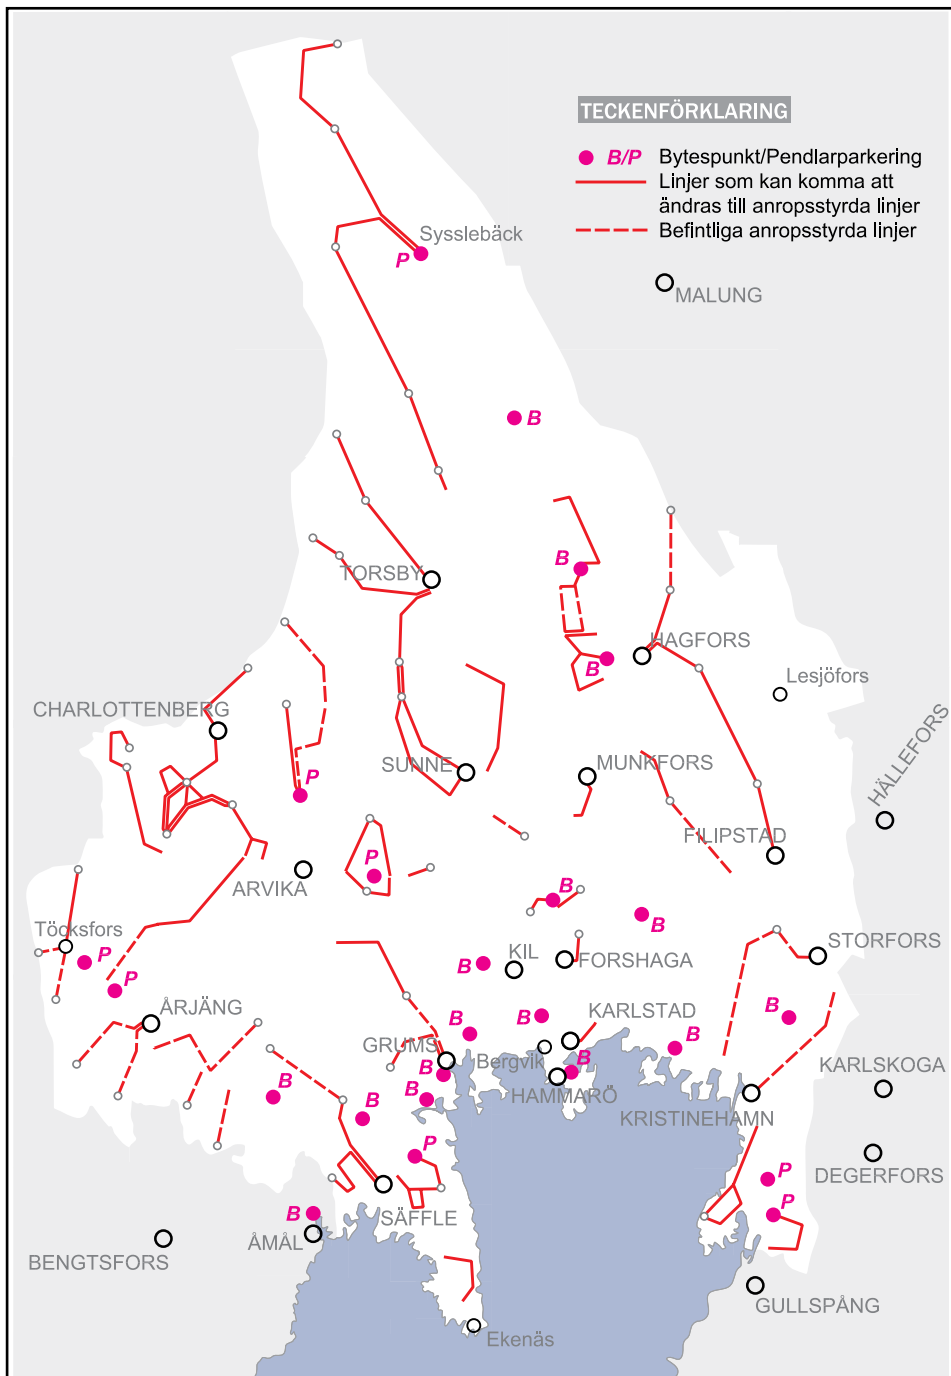 TECKENFÖRKLARING
B/P Bytespunkt/Pendlarparkering
Linjer som kan komma att
ändras till anropsstyrda linjer
Befintliga anropsstyrda linjer
Sysslebäck
P
MALUNG
B
B
TORSBY
HAGFORS
B
Lesjöfors
CHARLOTTENBERG
SUNNE
MUNKFORS
P
HÄLLEFORS
FILIPSTAD
P
ARVIKA
B
B
Töcksfors
STORFORS
KIL
FORSHAGA
P
B
P
ÅRJÄNG
B
B
KARLSTAD
B
B
GRUMS
Bergvik
B
B
KARLSKOGA
HAMMARÖ
B
B
B
KRISTINEHAMN
P
DEGERFORS
P
SÄFFLE
P
B
ÅMÅL
BENGTSFORS
GULLSPÅNG
Ekenäs